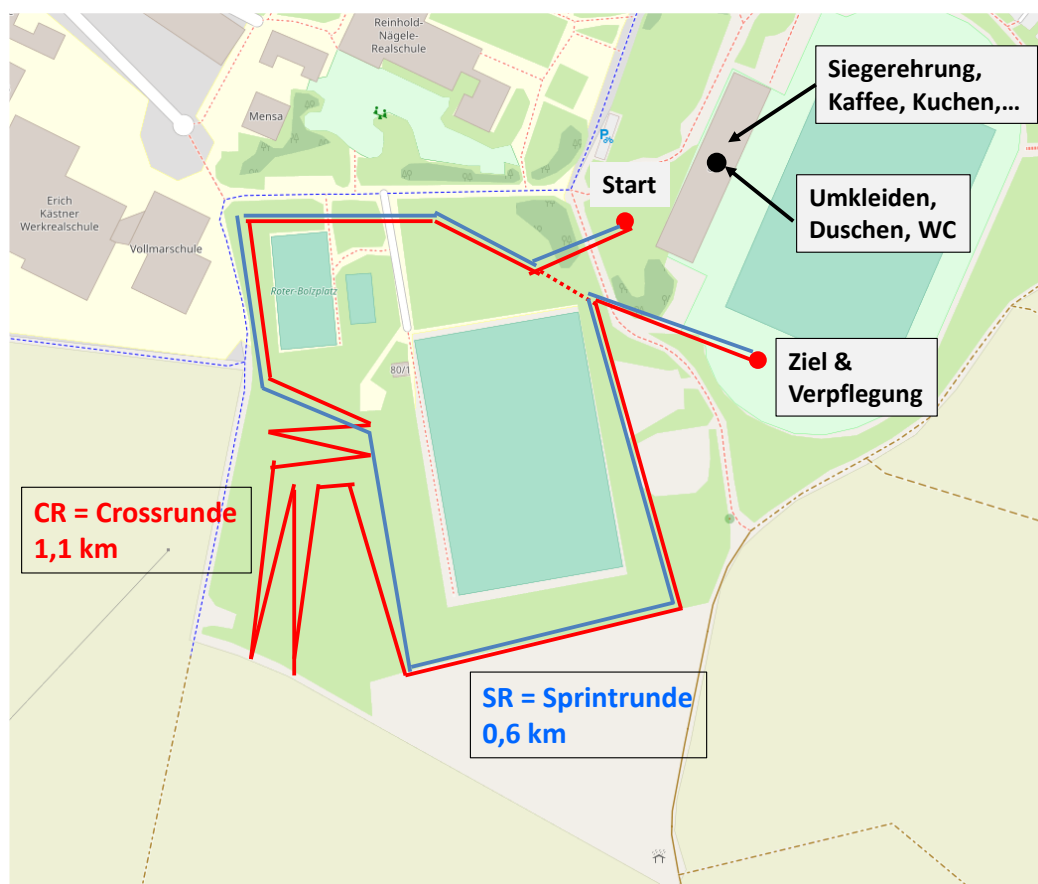 Reinhold-
Nägele-
Realschule
Mensa
Erich
Kästner
Werkrealschule
Vollmarschule
Roter-Bolzplatz
80/1
P
Start
Siegerehrung,
Kaffee, Kuchen,...
Umkleiden,
Duschen, WC
Ziel &
Verpflegung
CR = Crossrunde
1,1 km
SR = Sprintrunde
0,6 km